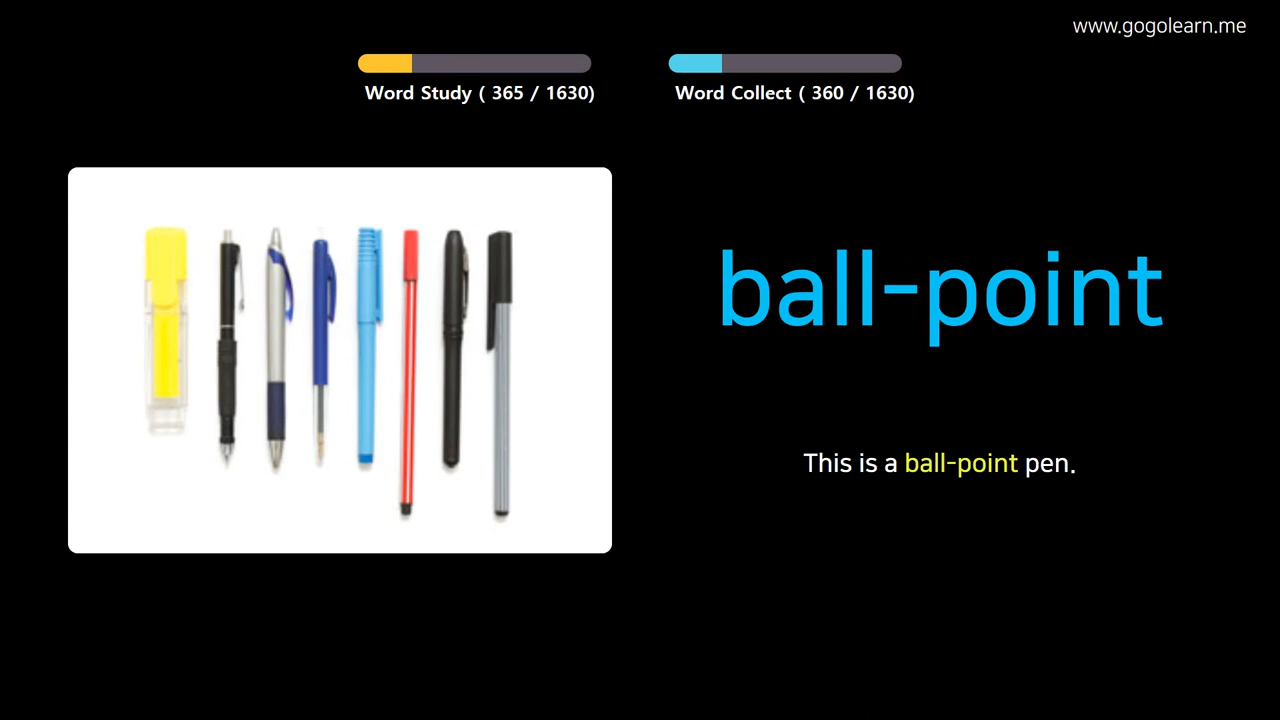 www.gogolearn.me
Word Study ( 365 / 1630)
Word Collect ( 360 / 1630)
ball-point
This is a ball-point pen.